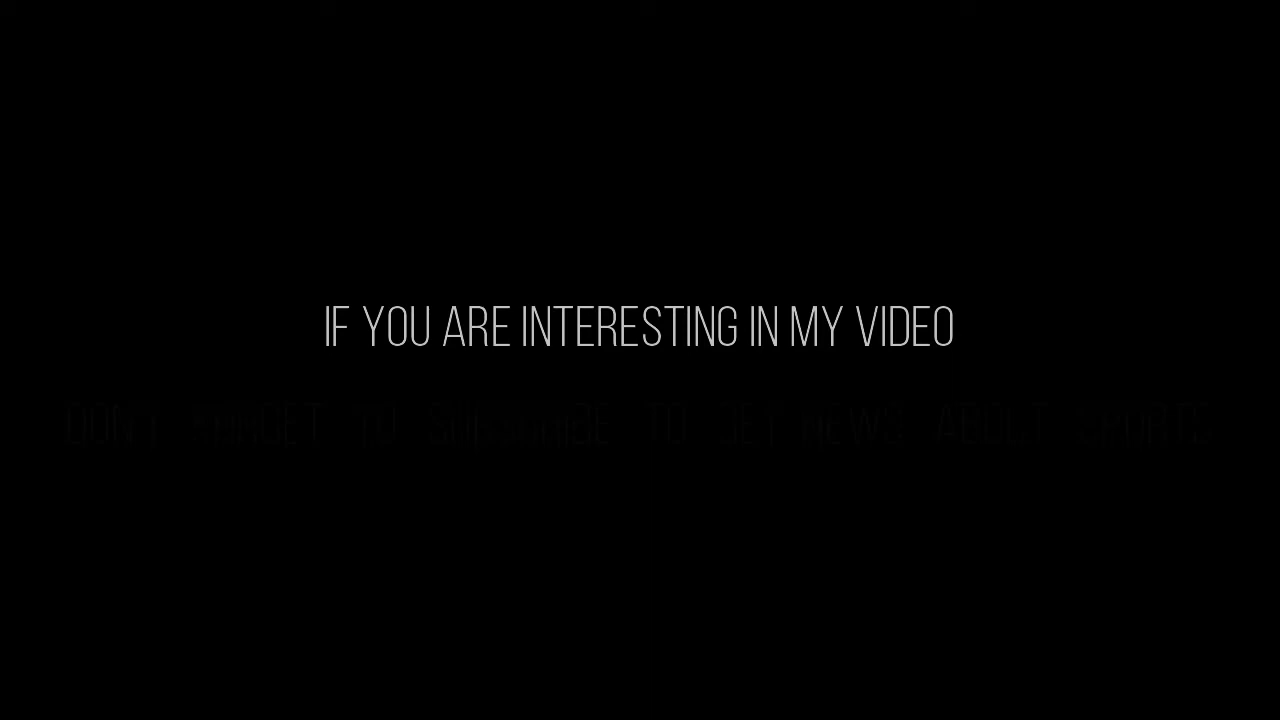 IF YOU ARE INTERESTING IN MY VIDEO
DON'T FORGET TO SUBSCRIBE TO GET NEWS ABOUT SPORTS